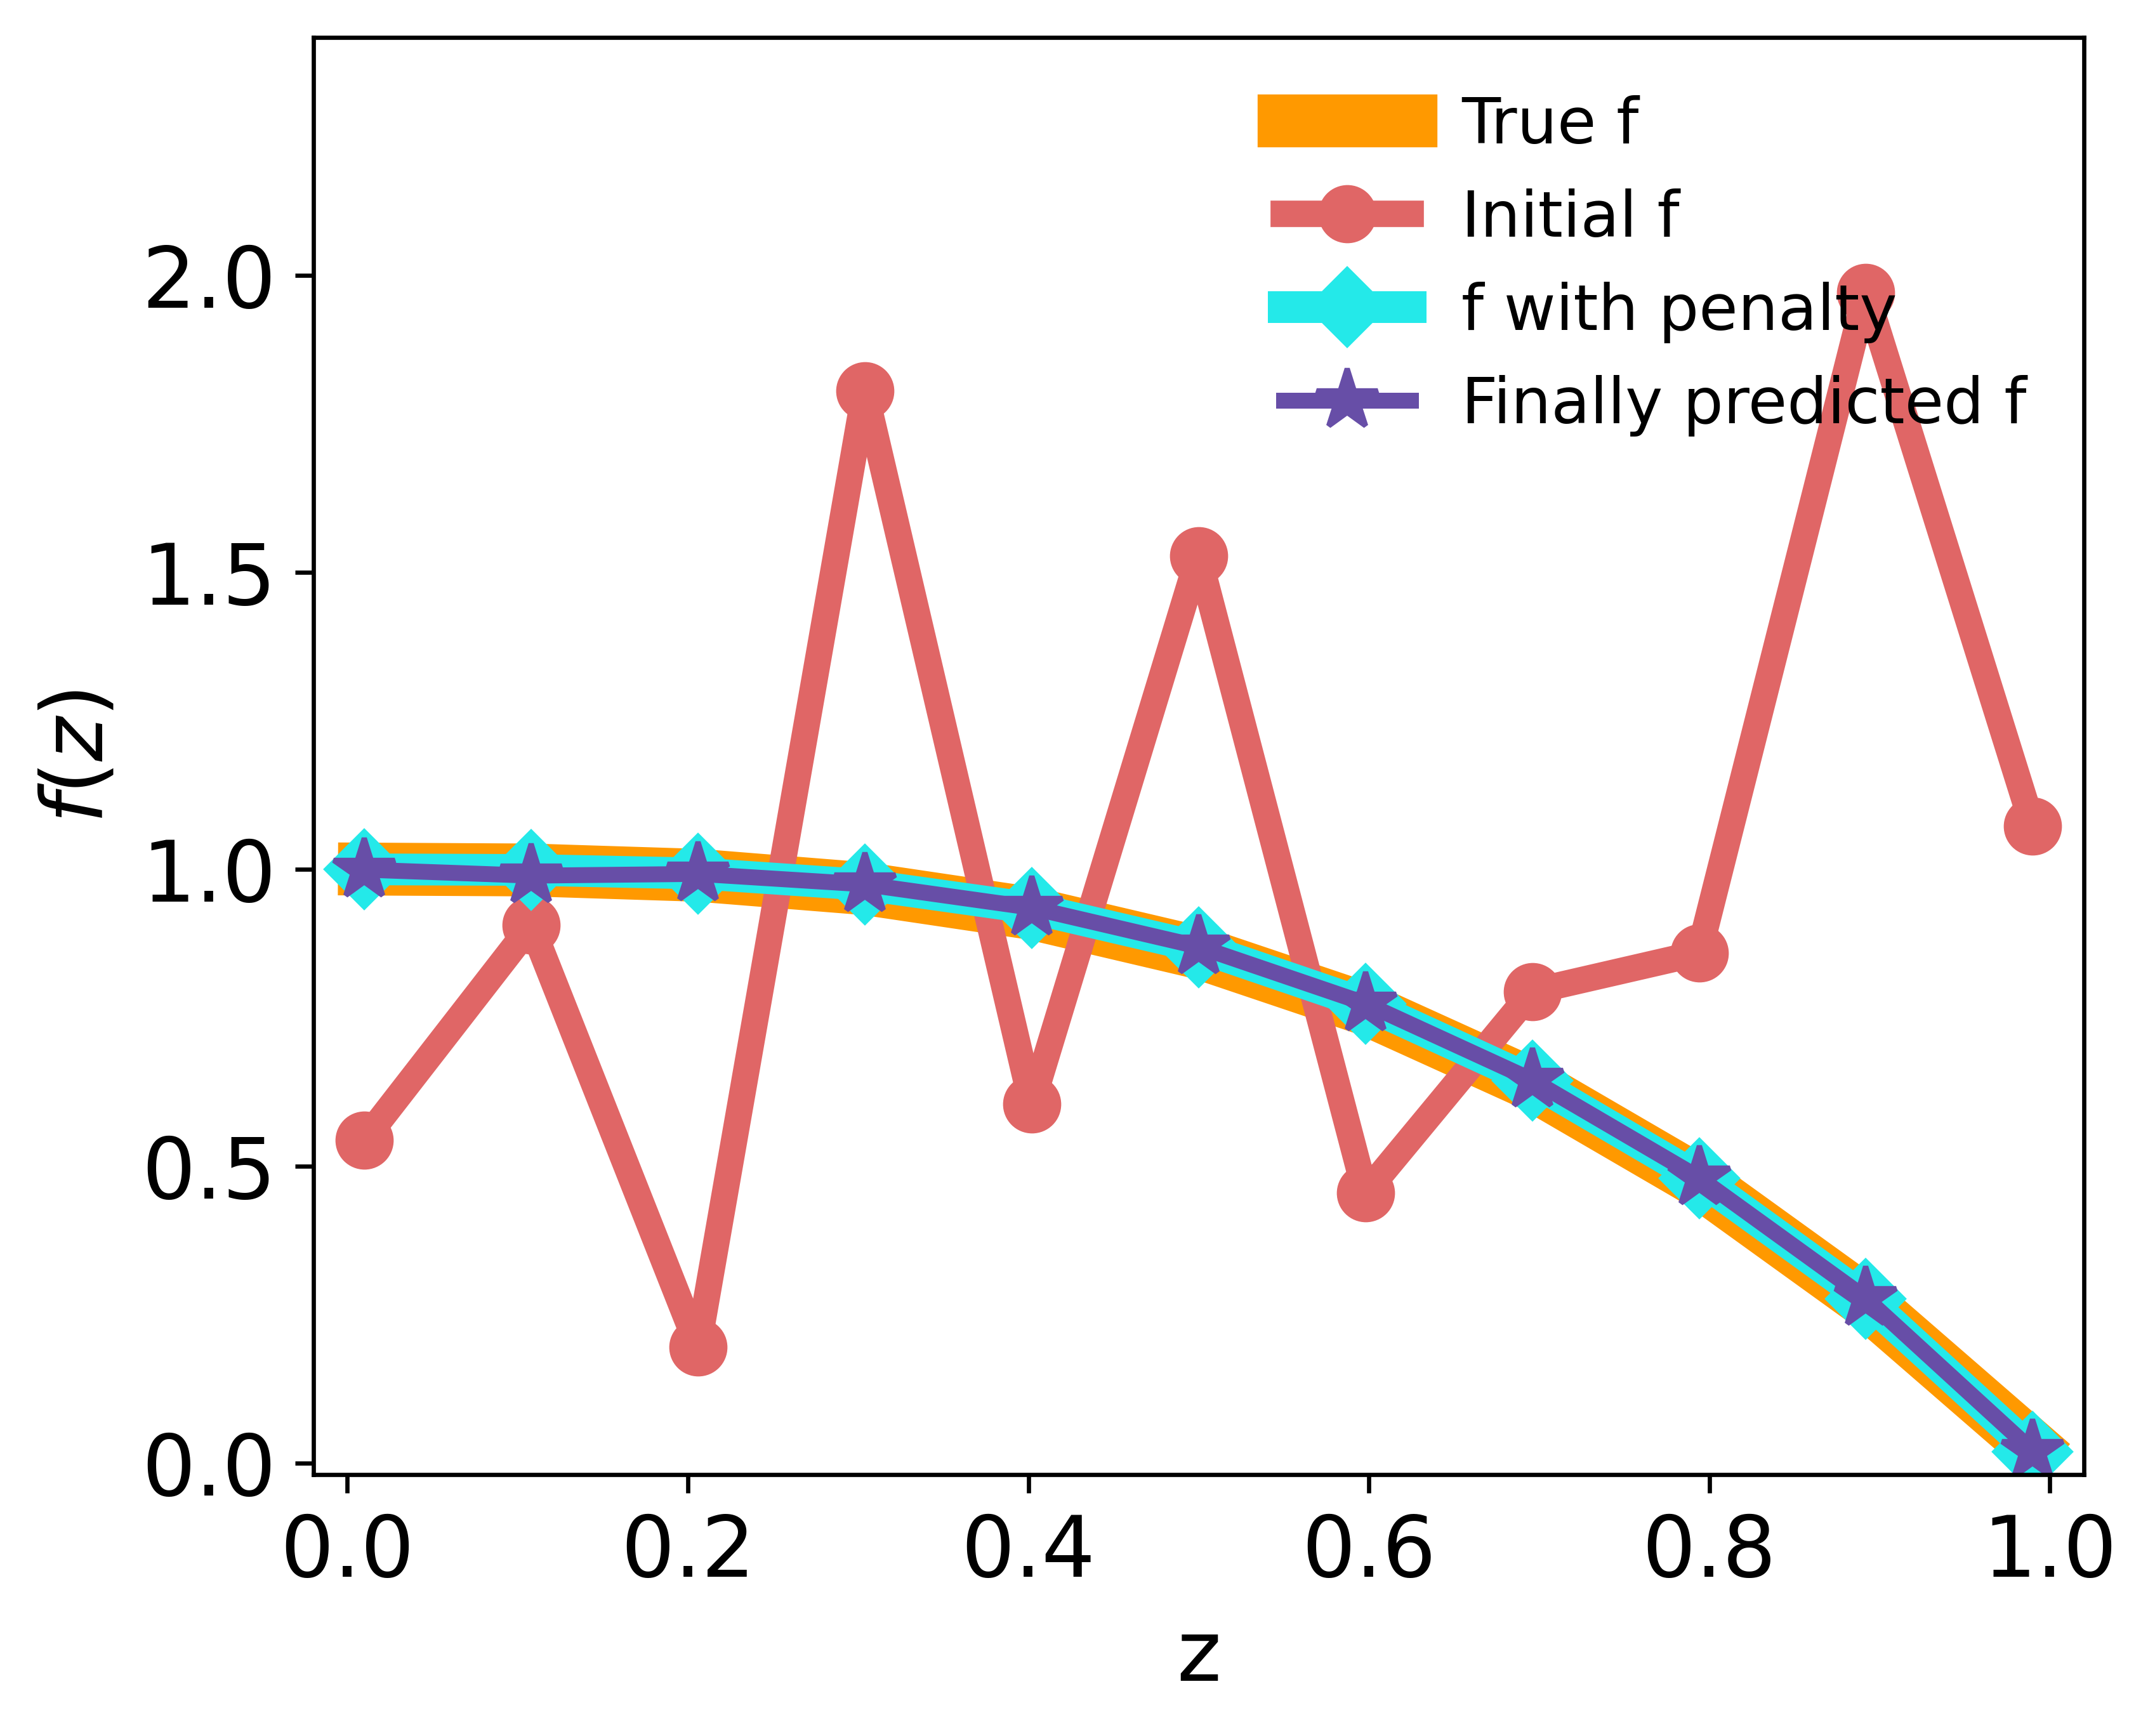 True f
Initial f
f with penalty
Finally predicted f
2.0
1.5
1.0
0.5
0.0
f(z)
0.0 0.2 0.4 0.6 0.8 1.0
z